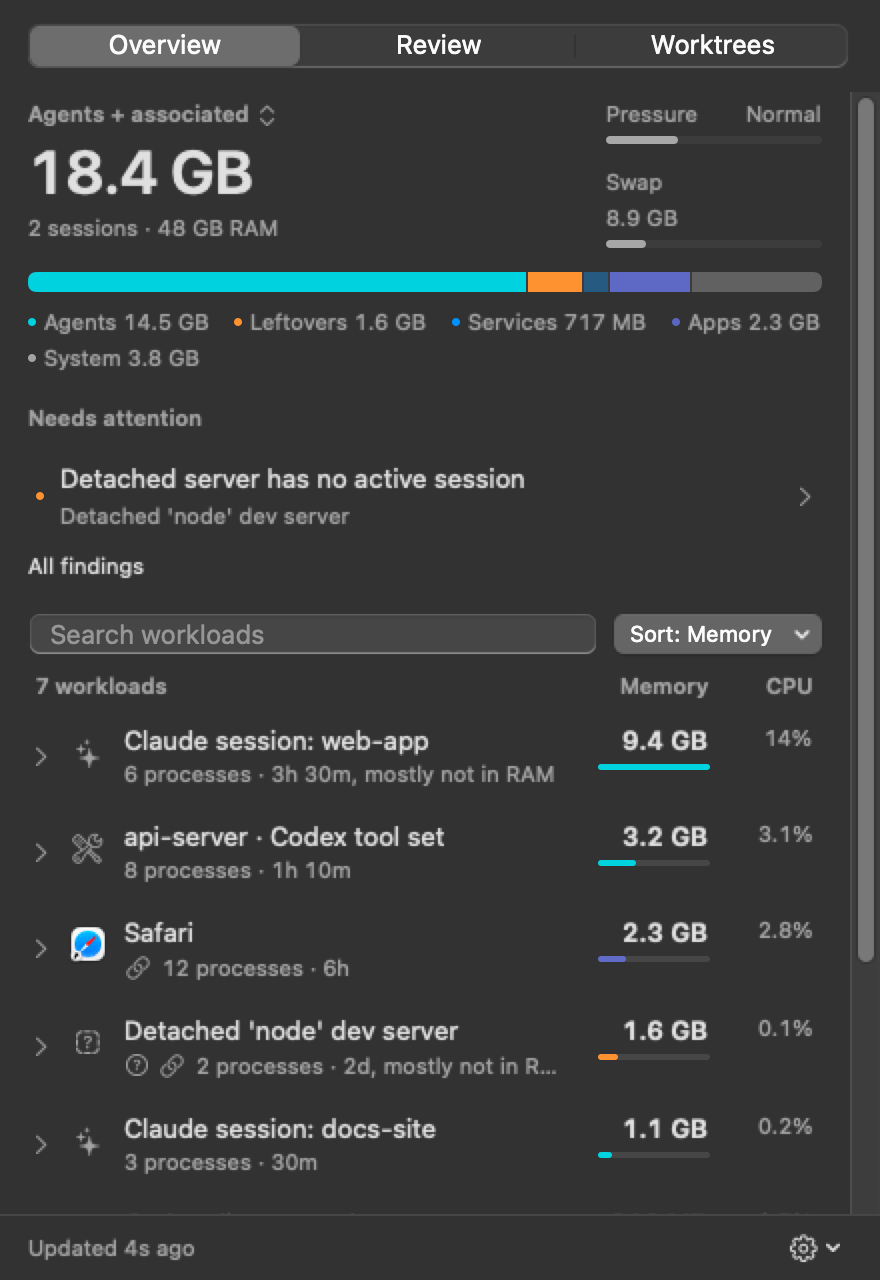 Overview Review Worktrees
Agents + associated
Pressure Normal
18.4 GB
Swap
8.9 GB
2 sessions · 48 GB RAM
Agents 14.5 GB Leftovers 1.6 GB Services 717 MB Apps 2.3 GB
System 3.8 GB
Needs attention
Detached server has no active session
Detached 'node' dev server
All findings
Search workloads Sort: Memory
7 workloads Memory CPU
Claude session: web-app 9.4 GB 14%
6 processes · 3h 30m, mostly not in RAM
api-server · Codex tool set 3.2 GB 3.1%
8 processes · 1h 10m
Safari 2.3 GB 2.8%
12 processes · 6h
Detached 'node' dev server 1.6 GB 0.1%
2 processes · 2d, mostly not in R...
Claude session: docs-site 1.1 GB 0.2%
3 processes · 30m
Updated 4s ago